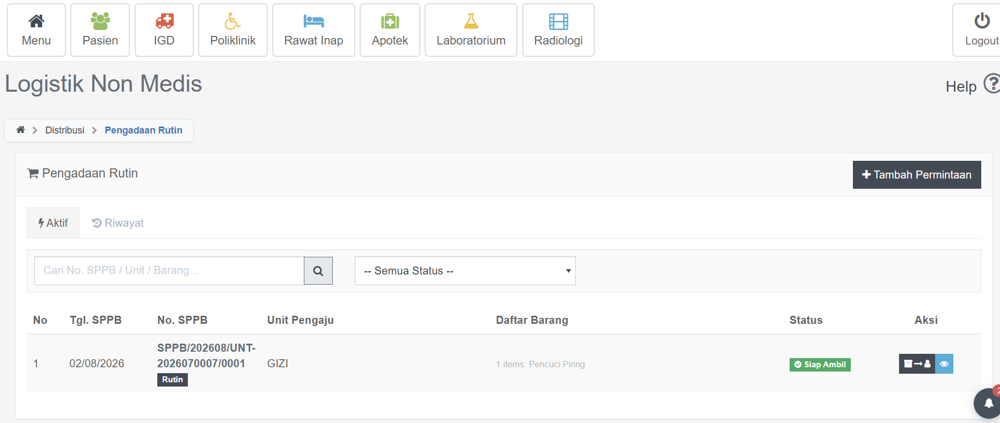 Menu
Pasien
IGD
Poliklinik
Rawat Inap
Apotek
Laboratorium
Radiologi
Logout
Logistik Non Medis
Help
Distribusi
Pengadaan Rutin
Pengadaan Rutin
Tambah Permintaan
Aktif
Riwayat
Cari No. SPPB / Unit / Barang...
-- Semua Status --
No Tgl. SPPB No. SPPB Unit Pengaju Daftar Barang Status Aksi
1 02/08/2026
SPPB/202608/UNT-
2026070007/0001
Rutin
GIZI
1 items: Pencuci Piring
Siap Ambil
2